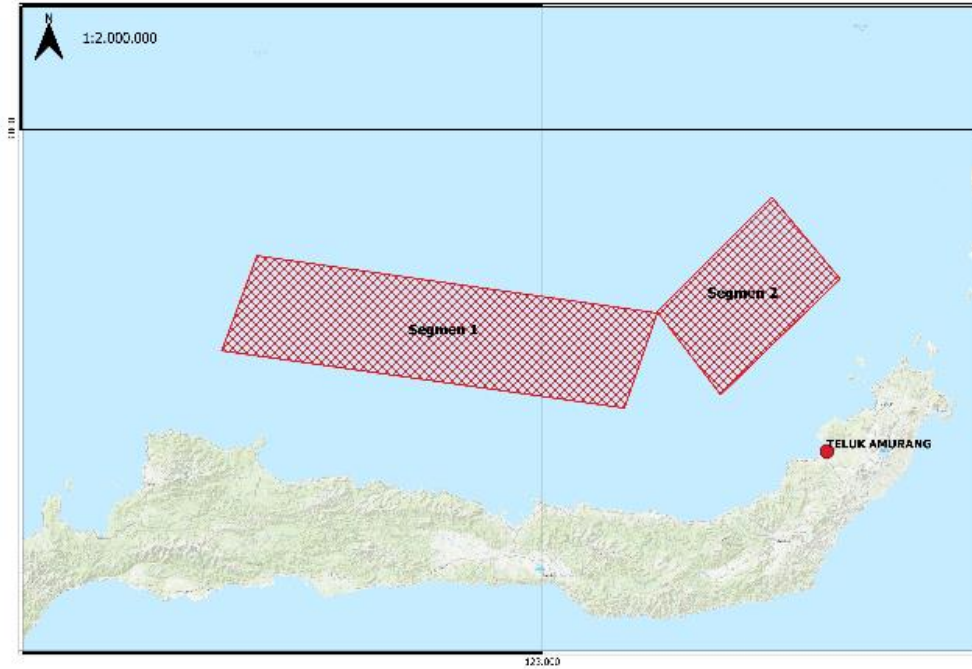 N
1:2.000.000
Segmen 2
Segmen 1
TELUK AMURANG
123.000